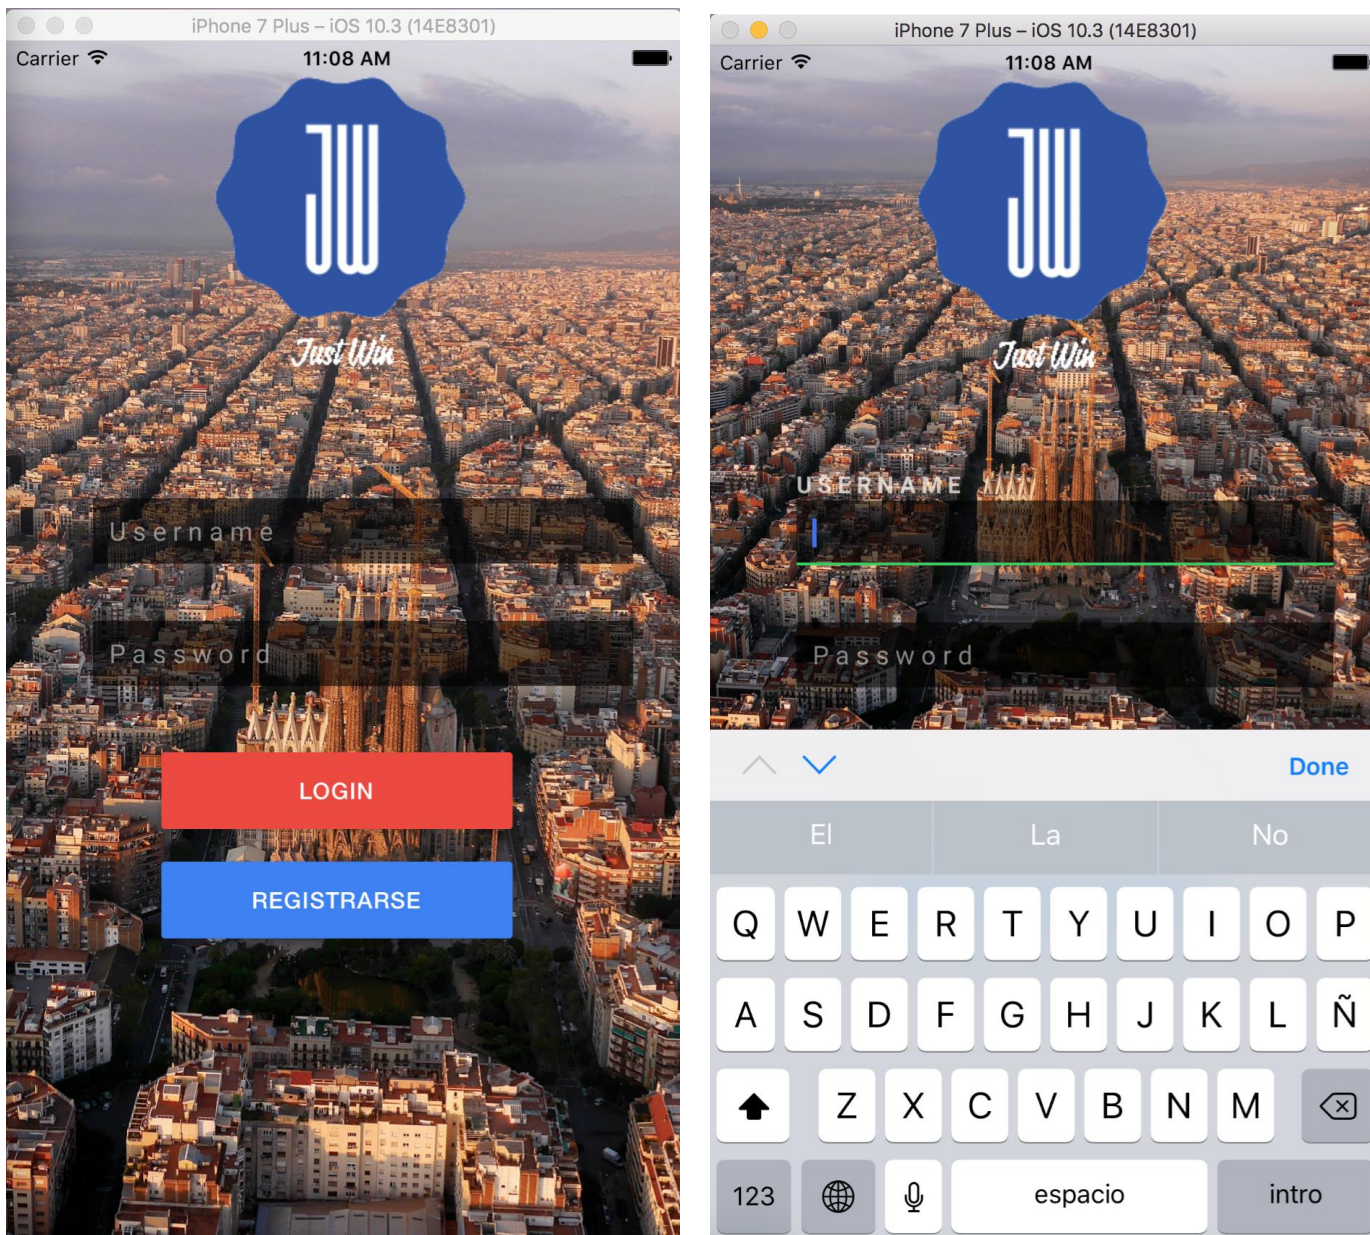 iPhone 7 Plus – iOS 10.3 (14E8301)
Carrier 11:08 AM
JW
Just Win
Username
Password
LOGIN
REGISTRARSE
iPhone 7 Plus – iOS 10.3 (14E8301)
Carrier 11:08 AM
JW
Just Win
USERNAME
Password
Done
El La No
Q W E R T Y U I O P
A S D F G H J K L Ñ
Z X C V B N M
123 espacio intro